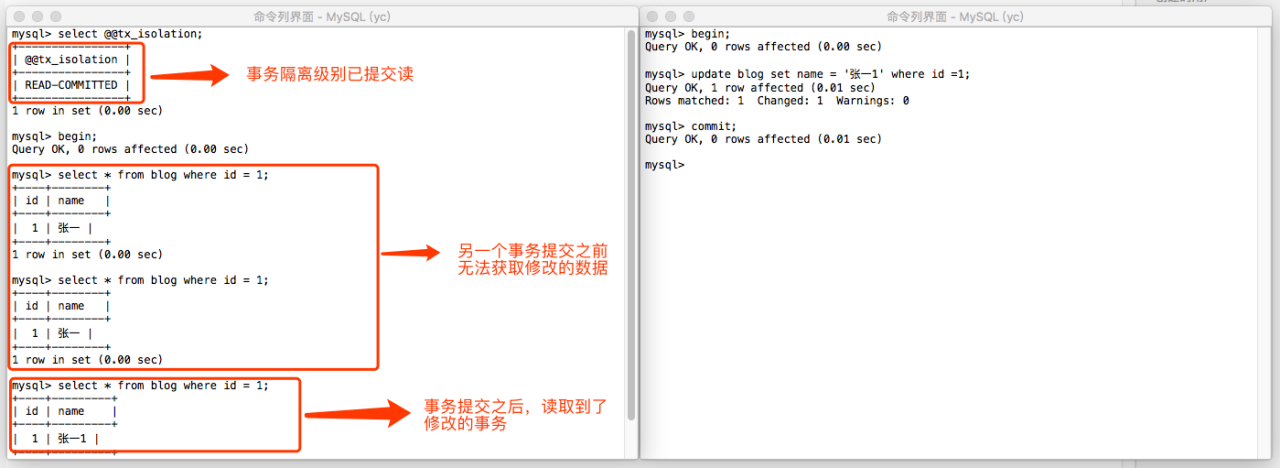 命令列界面 - MySQL (yc)
mysql> select @@tx_isolation;
+----------------+
| @@tx_isolation |
+----------------+
| READ-COMMITTED |
+----------------+
1 row in set (0.00 sec)
事务隔离级别已提交读
mysql> begin;
Query OK, 0 rows affected (0.00 sec)
mysql> select * from blog where id = 1;
+----+--------+
| id | name   |
+----+--------+
|  1 | 张一 |
+----+--------+
1 row in set (0.00 sec)
mysql> select * from blog where id = 1;
+----+--------+
| id | name   |
+----+--------+
|  1 | 张一 |
+----+--------+
1 row in set (0.00 sec)
另一个事务提交之前
无法获取修改的数据
mysql> select * from blog where id = 1;
+----+---------+
| id | name    |
+----+---------+
|  1 | 张一1 |
+----+---------+
事务提交之后，读取到了
修改的事务
命令列界面 - MySQL (yc)
mysql> begin;
Query OK, 0 rows affected (0.00 sec)
mysql> update blog set name = '张一1' where id =1;
Query OK, 1 row affected (0.01 sec)
Rows matched: 1  Changed: 1  Warnings: 0
mysql> commit;
Query OK, 0 rows affected (0.01 sec)
mysql>